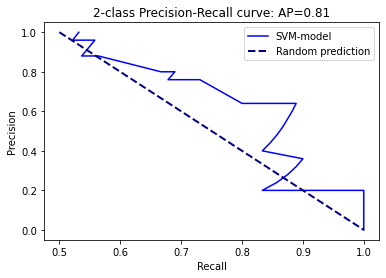 2-class Precision-Recall curve: AP=0.81
SVM-model
Random prediction
Precision
1.0
0.8
0.6
0.4
0.2
0.0
0.5
0.6
0.7
0.8
0.9
1.0
Recall